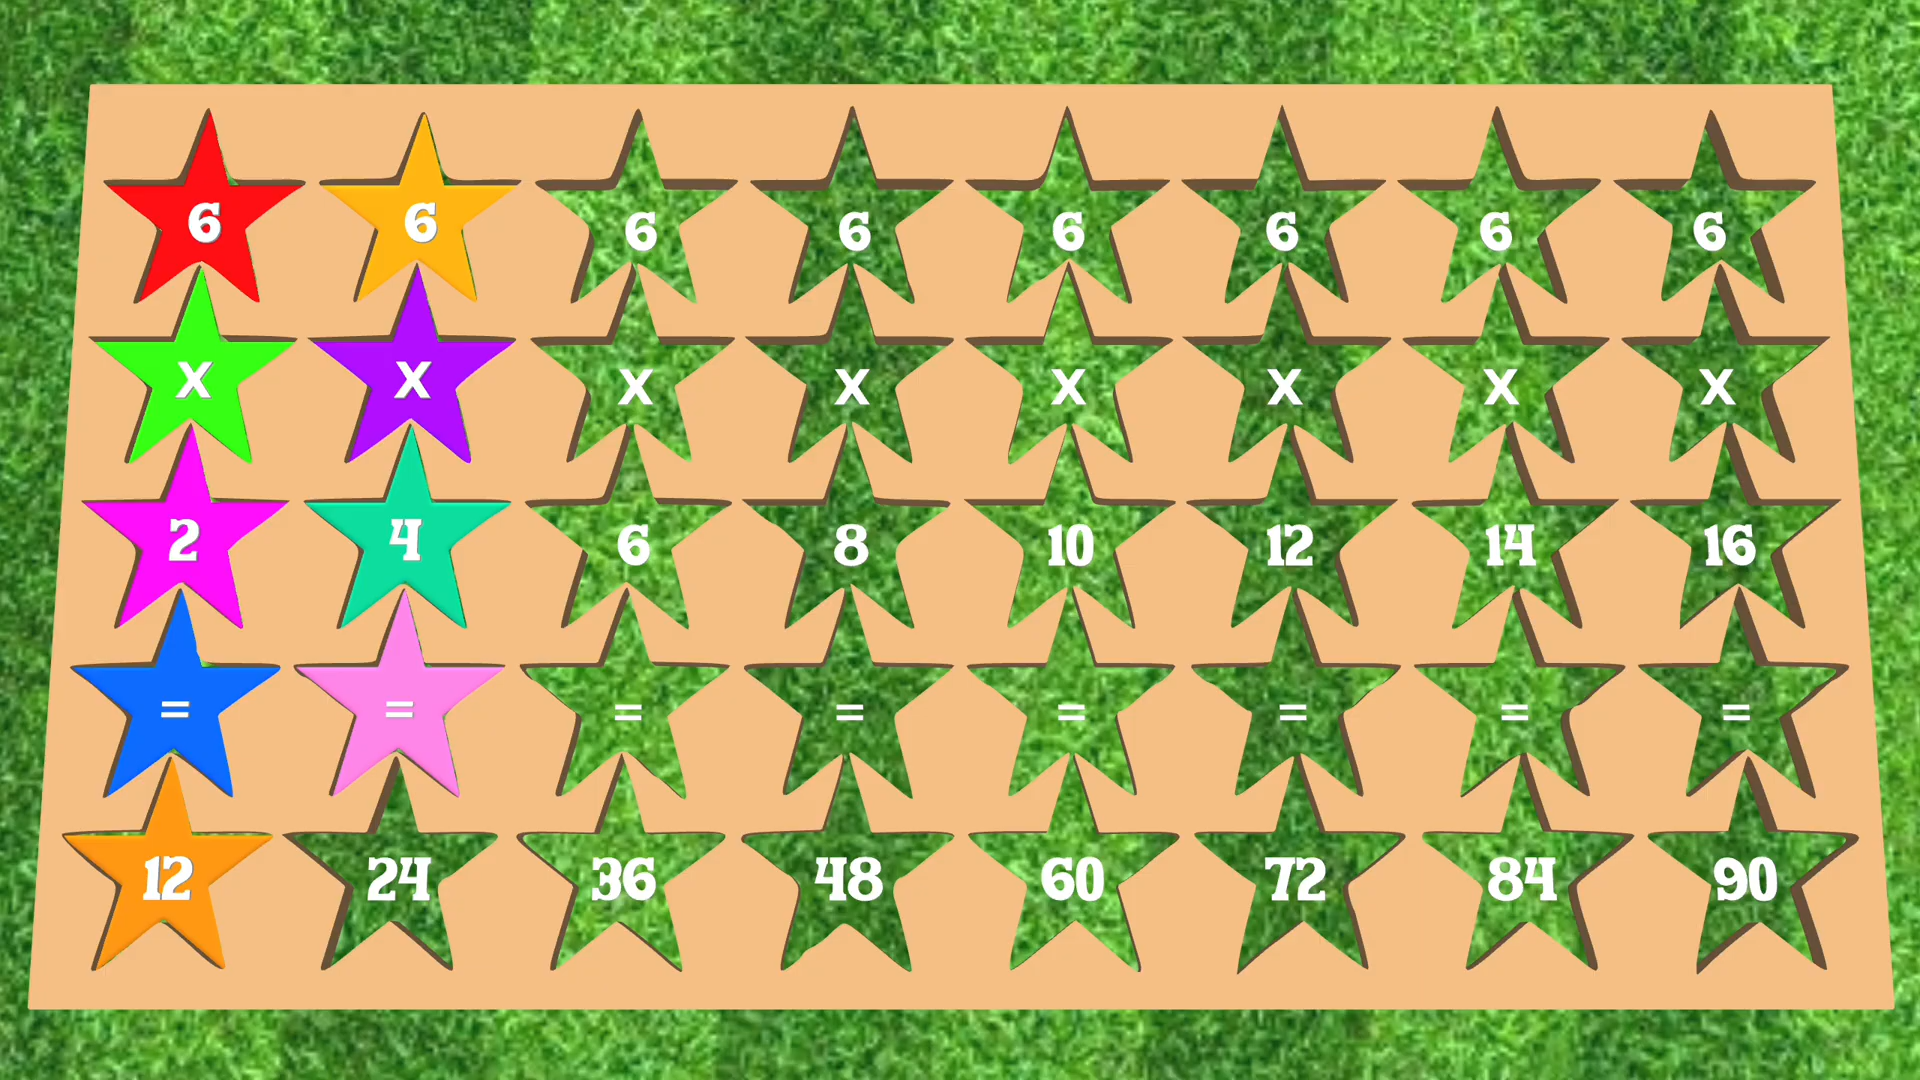 6 6 6 6 6 6 6 6
x x x x x x x x
2 4 6 8 10 12 14 16
= = = = = = = =
12 24 36 48 60 72 84 90